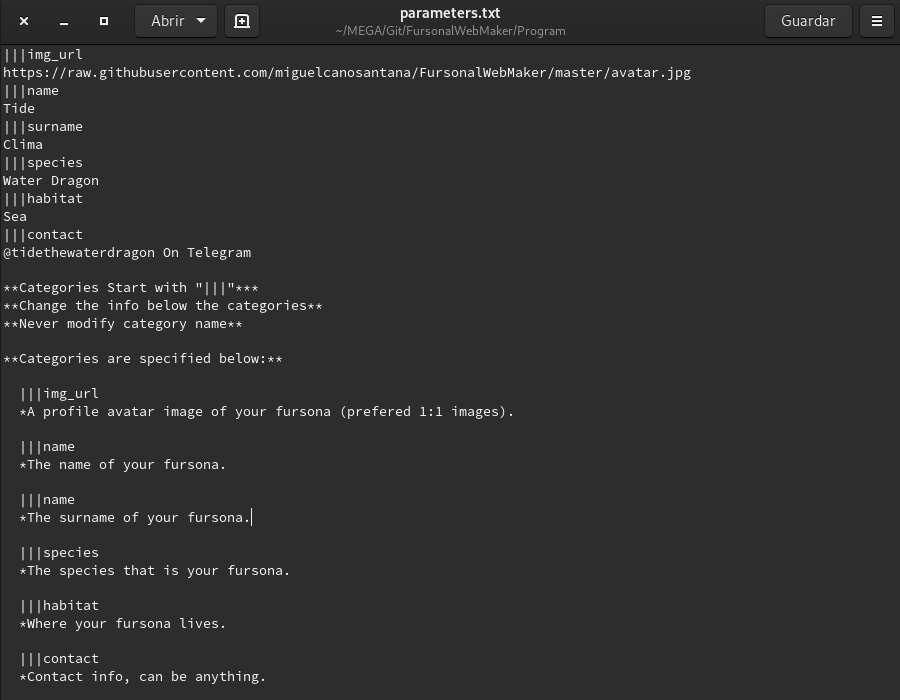 Abrir
parameters.txt
~/MEGA/Git/FursonalWebMaker/Program
Guardar
|||img_url
https://raw.githubusercontent.com/miguelcanosantana/FursonalWebMaker/master/avatar.jpg
|||name
Tide
|||surname
Clima
|||species
Water Dragon
|||habitat
Sea
|||contact
@tidethewaterdragon On Telegram
**Categories Start with "|||"***
**Change the info below the categories**
**Never modify category name**
**Categories are specified below:**
|||img_url
*A profile avatar image of your fursona (prefered 1:1 images).
|||name
*The name of your fursona.
|||name
*The surname of your fursona.
|||species
*The species that is your fursona.
|||habitat
*Where your fursona lives.
|||contact
*Contact info, can be anything.